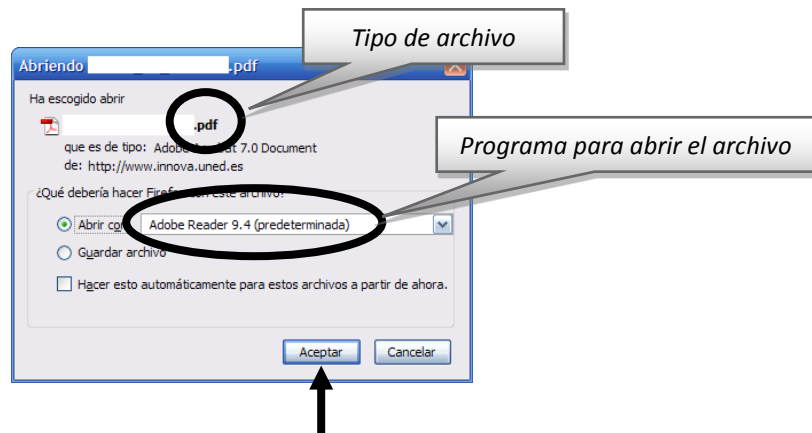 Tipo de archivo
Abriendo .pdf
Ha escogido abrir
.pdf
que es de tipo: Adobe Acrobat 7.0 Document
de: http://www.innova.uned.es
Programa para abrir el archivo
¿Qué debería hacer Firefox con este archivo?
Abrir con Adobe Reader 9.4 (predeterminada)
Guardar archivo
Hacer esto automáticamente para estos archivos a partir de ahora.
Aceptar Cancelar